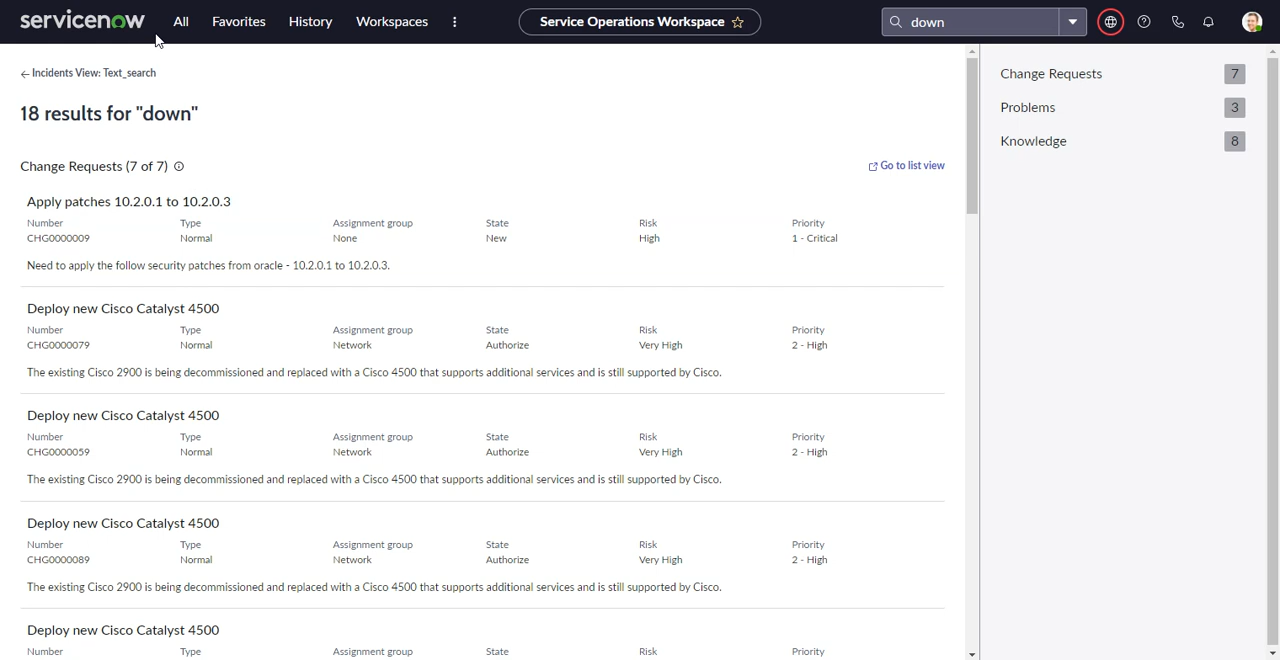 servicenow All Favorites History Workspaces Service Operations Workspace down
Incidents View: Text_search
18 results for "down"
Change Requests (7 of 7) Go to list view
Apply patches 10.2.0.1 to 10.2.0.3
Number Type Assignment group State Risk Priority
CHG0000009 Normal None New High 1 - Critical
Need to apply the follow security patches from oracle - 10.2.0.1 to 10.2.0.3.
Deploy new Cisco Catalyst 4500
Number Type Assignment group State Risk Priority
CHG0000079 Normal Network Authorize Very High 2 - High
The existing Cisco 2900 is being decommissioned and replaced with a Cisco 4500 that supports additional services and is still supported by Cisco.
Deploy new Cisco Catalyst 4500
Number Type Assignment group State Risk Priority
CHG0000059 Normal Network Authorize Very High 2 - High
The existing Cisco 2900 is being decommissioned and replaced with a Cisco 4500 that supports additional services and is still supported by Cisco.
Deploy new Cisco Catalyst 4500
Number Type Assignment group State Risk Priority
CHG0000089 Normal Network Authorize Very High 2 - High
The existing Cisco 2900 is being decommissioned and replaced with a Cisco 4500 that supports additional services and is still supported by Cisco.
Deploy new Cisco Catalyst 4500
Number Type Assignment group State Risk Priority
Change Requests 7
Problems 3
Knowledge 8